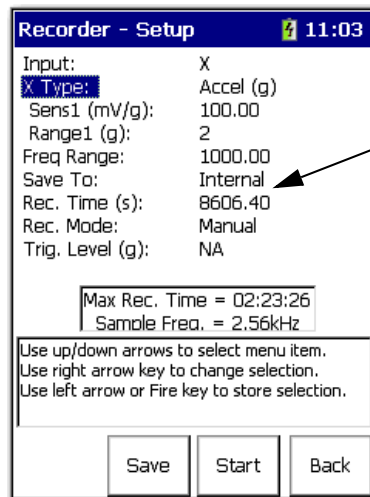 Recorder - Setup 11:03
Input: X
X Type: Accel (g)
Sens1 (mV/g): 100.00
Range1 (g): 2
Freq Range: 1000.00
Save To: Internal
Rec. Time (s): 8606.40
Rec. Mode: Manual
Trig. Level (g): NA
Max Rec. Time = 02:23:26
Sample Freq. = 2.56kHz
Use up/down arrows to select menu item.
Use right arrow key to change selection.
Use left arrow or Fire key to store selection.
Save Start Back